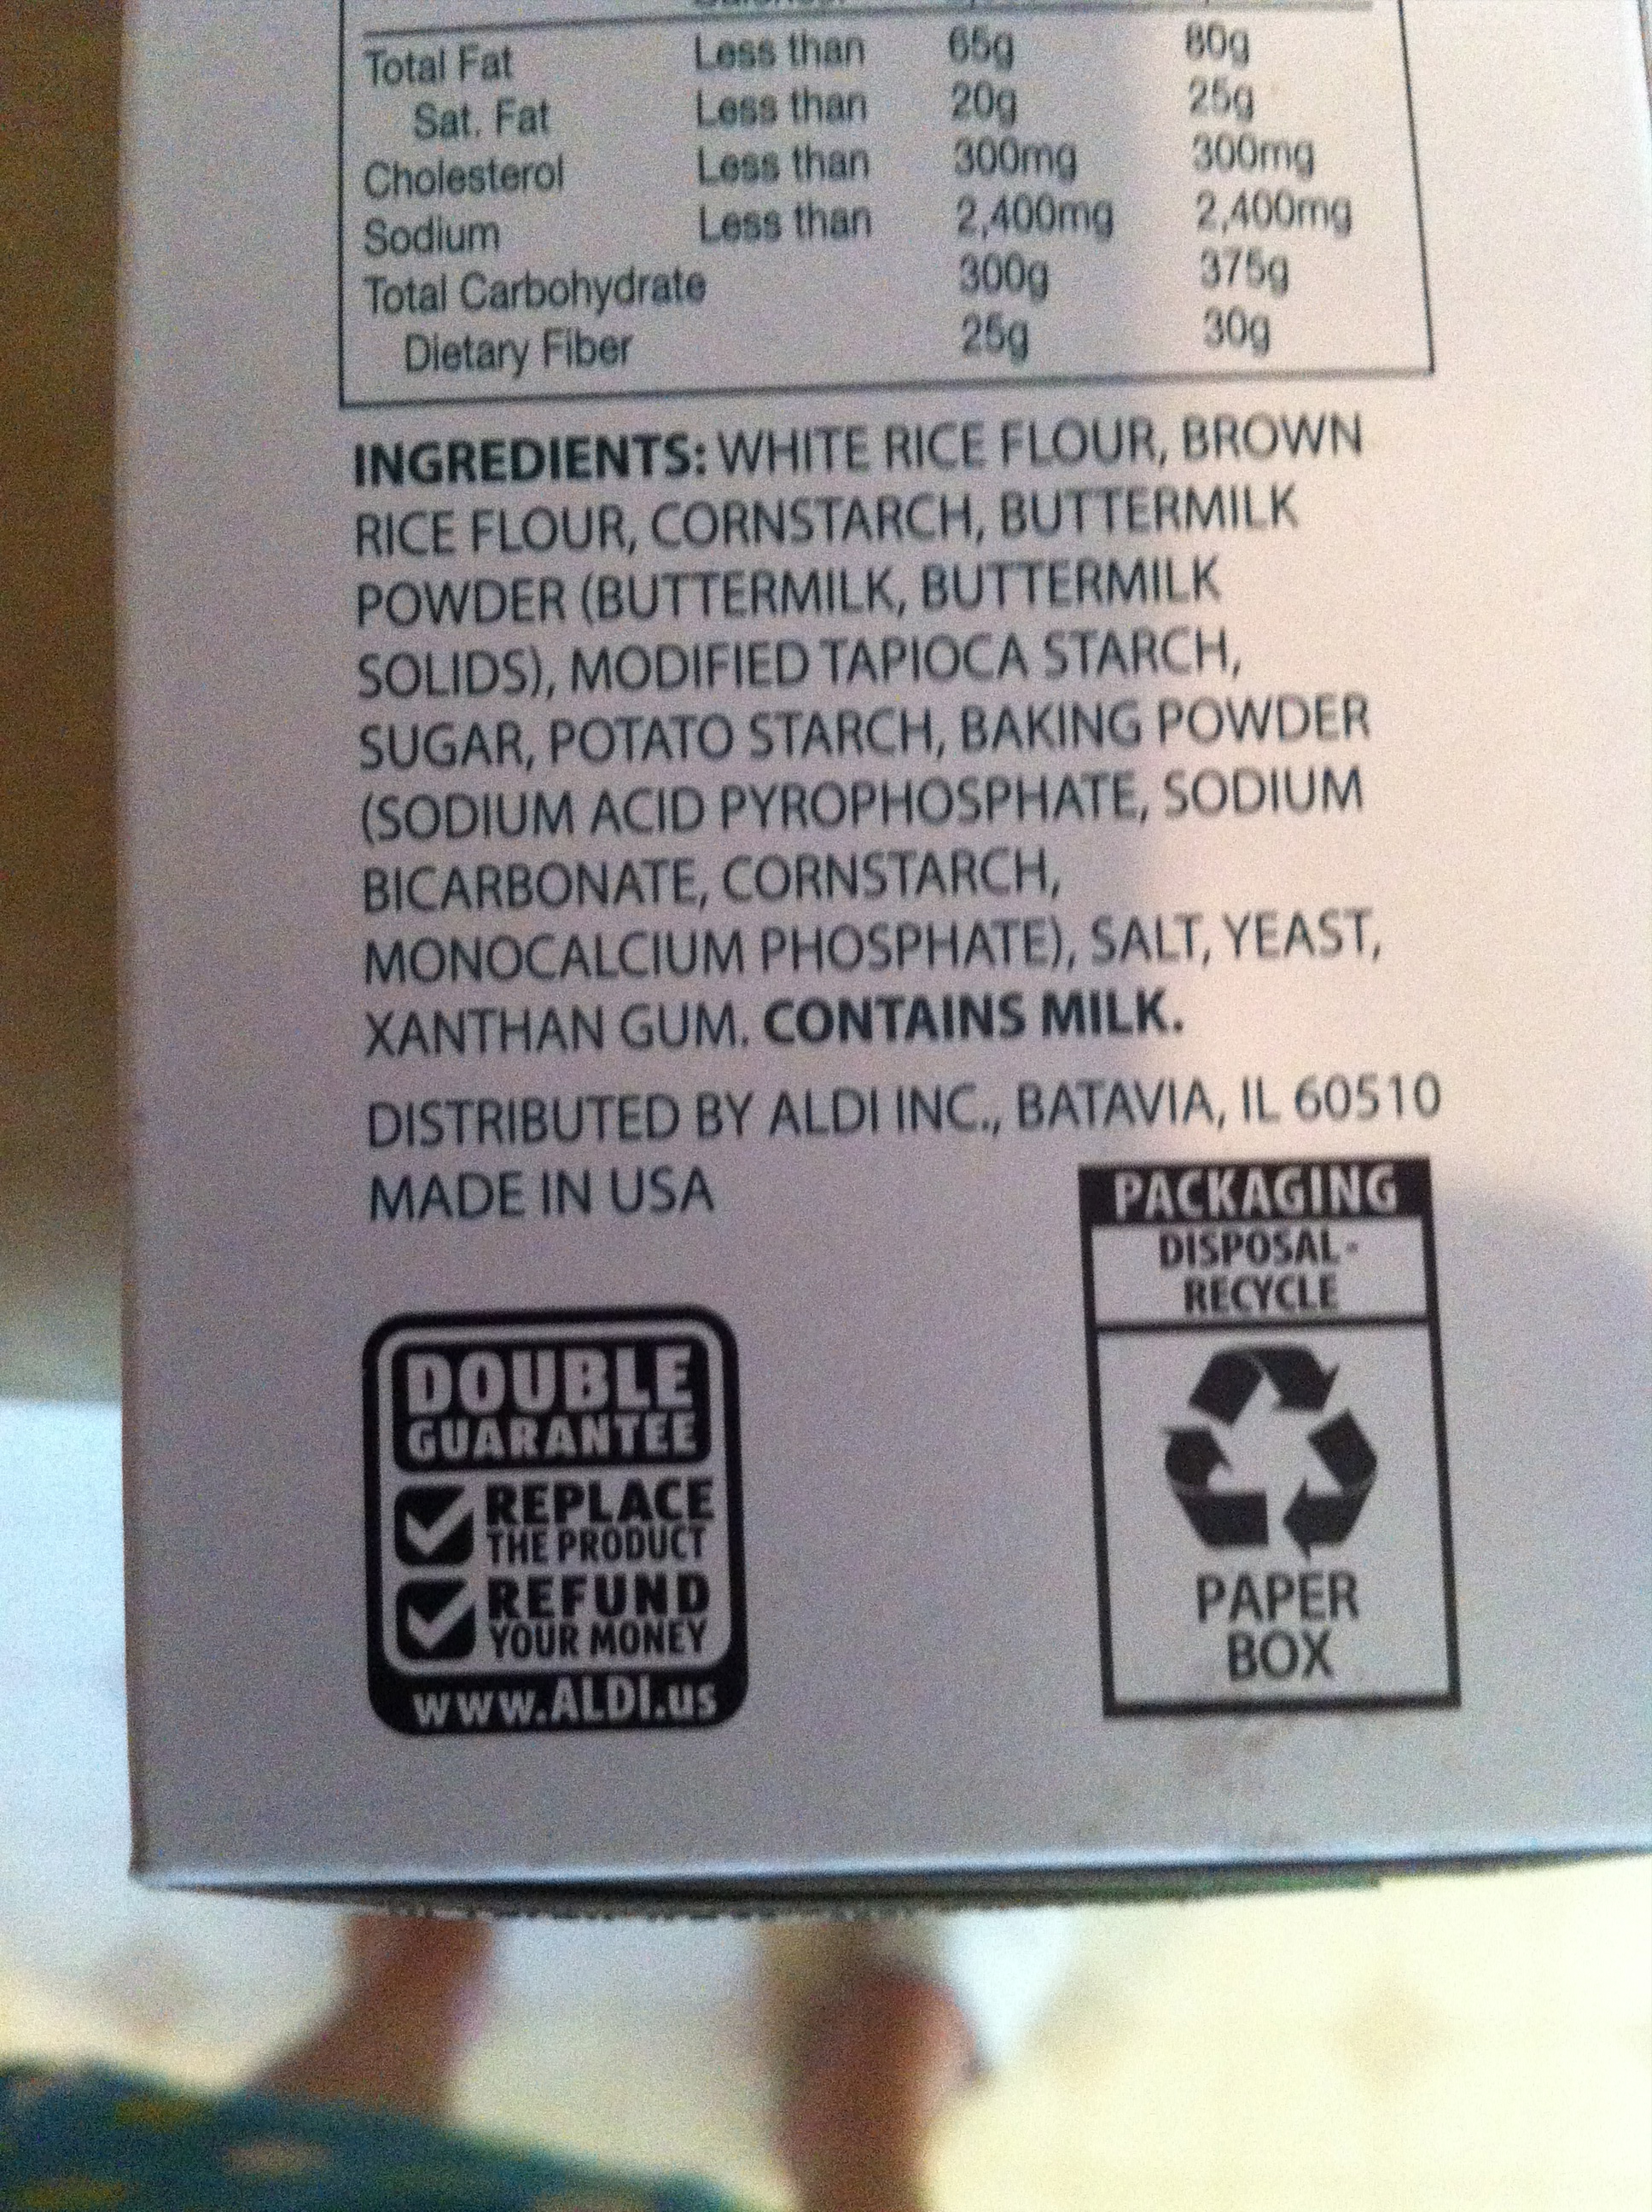 Total Fat Less than 65g 80g
Sat. Fat Less than 20g 25g
Cholesterol Less than 300mg 300mg
Sodium Less than 2,400mg 2,400mg
Total Carbohydrate 300g 375g
Dietary Fiber 25g 30g
INGREDIENTS: WHITE RICE FLOUR, BROWN
RICE FLOUR, CORNSTARCH, BUTTERMILK
POWDER (BUTTERMILK, BUTTERMILK
SOLIDS), MODIFIED TAPIOCA STARCH,
SUGAR, POTATO STARCH, BAKING POWDER
(SODIUM ACID PYROPHOSPHATE, SODIUM
BICARBONATE, CORNSTARCH,
MONOCALCIUM PHOSPHATE), SALT, YEAST,
XANTHAN GUM. CONTAINS MILK.
DISTRIBUTED BY ALDI INC., BATAVIA, IL 60510
MADE IN USA
DOUBLE
GUARANTEE
REPLACE
THE PRODUCT
REFUND
YOUR MONEY
www.ALDI.us
PACKAGING
DISPOSAL-
RECYCLE
PAPER
BOX